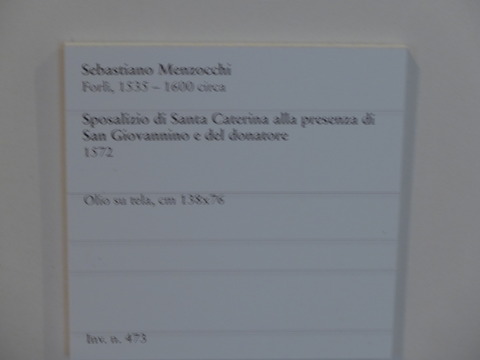 Sebastiano Menzocchi
Forlì, 1535 – 1600 circa
Sposalizio di Santa Caterina alla presenza di
San Giovannino e del donatore
1572
Olio su tela, cm 138x76
Inv. n. 473